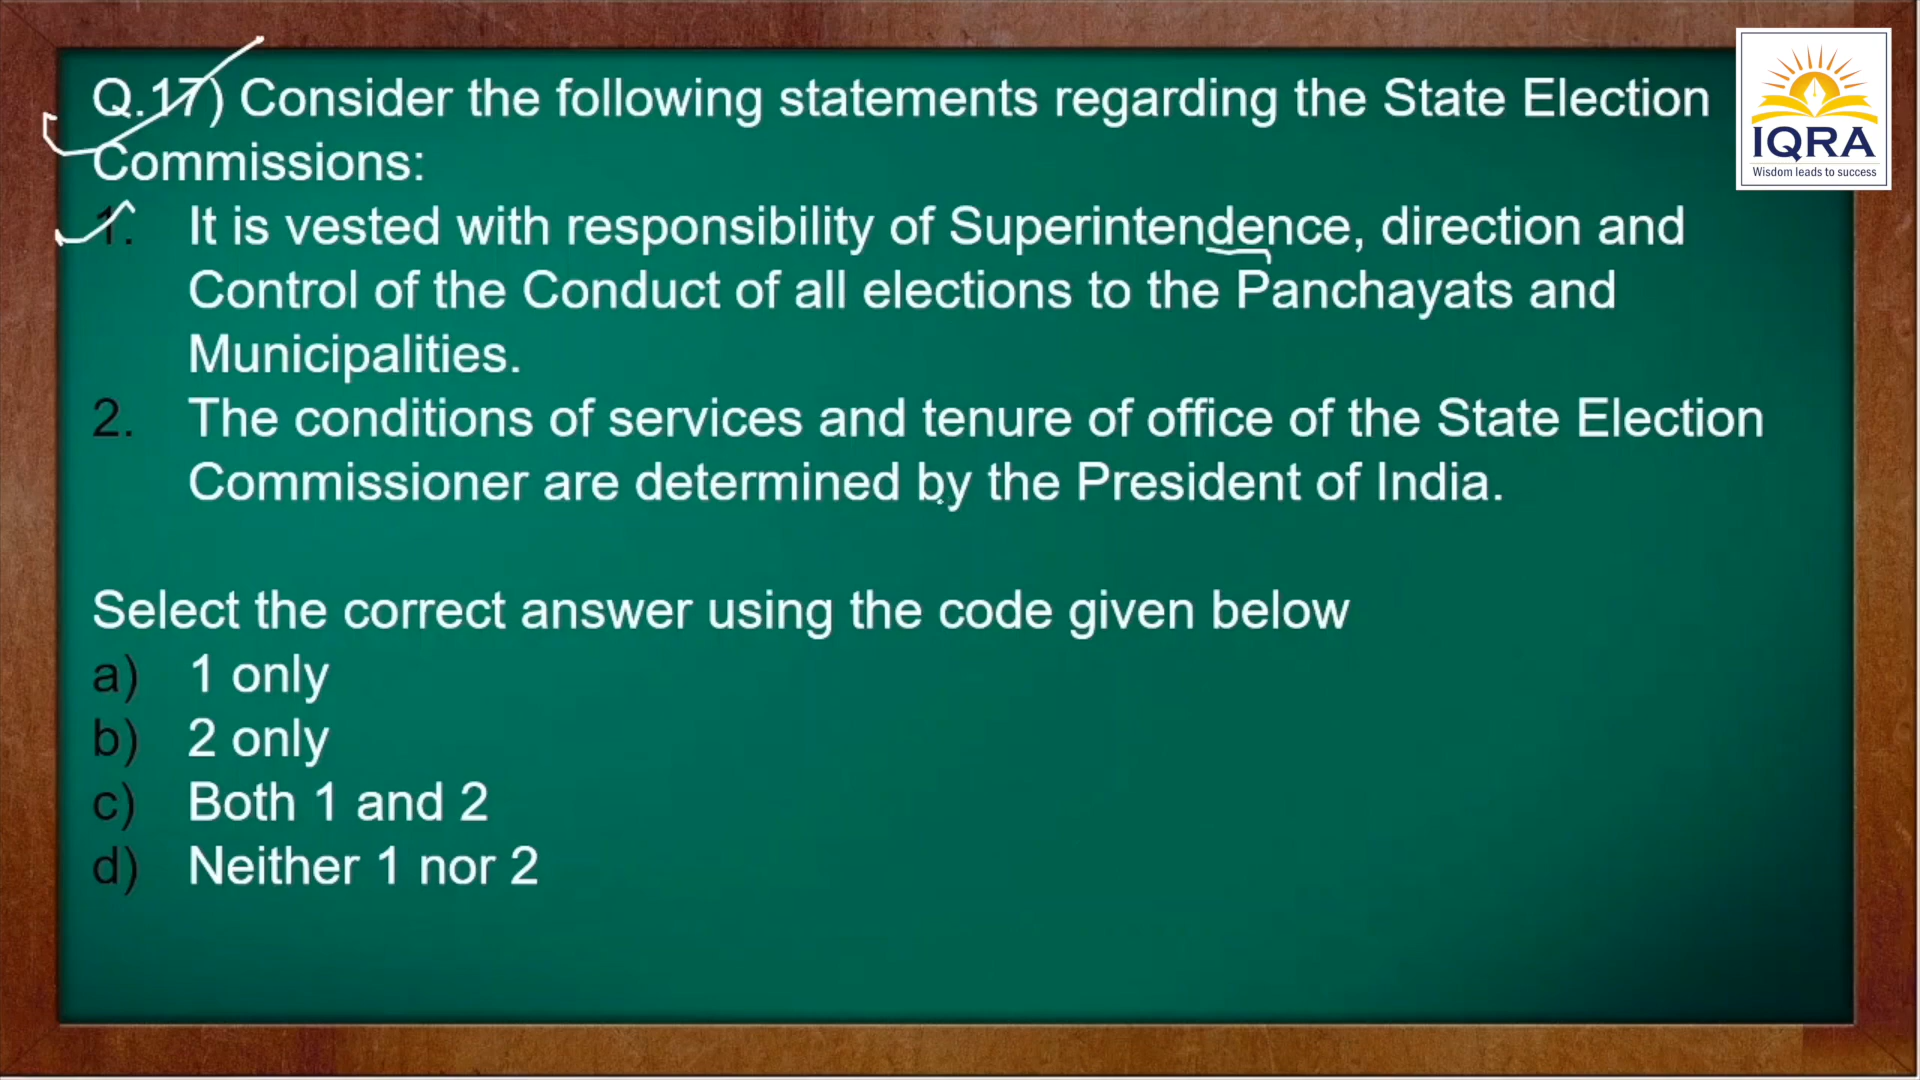 Q.17) Consider the following statements regarding the State Election
Commissions:
1. It is vested with responsibility of Superintendence, direction and
Control of the Conduct of all elections to the Panchayats and
Municipalities.
2. The conditions of services and tenure of office of the State Election
Commissioner are determined by the President of India.
Select the correct answer using the code given below
a) 1 only
b) 2 only
c) Both 1 and 2
d) Neither 1 nor 2
IQRA
Wisdom leads to success